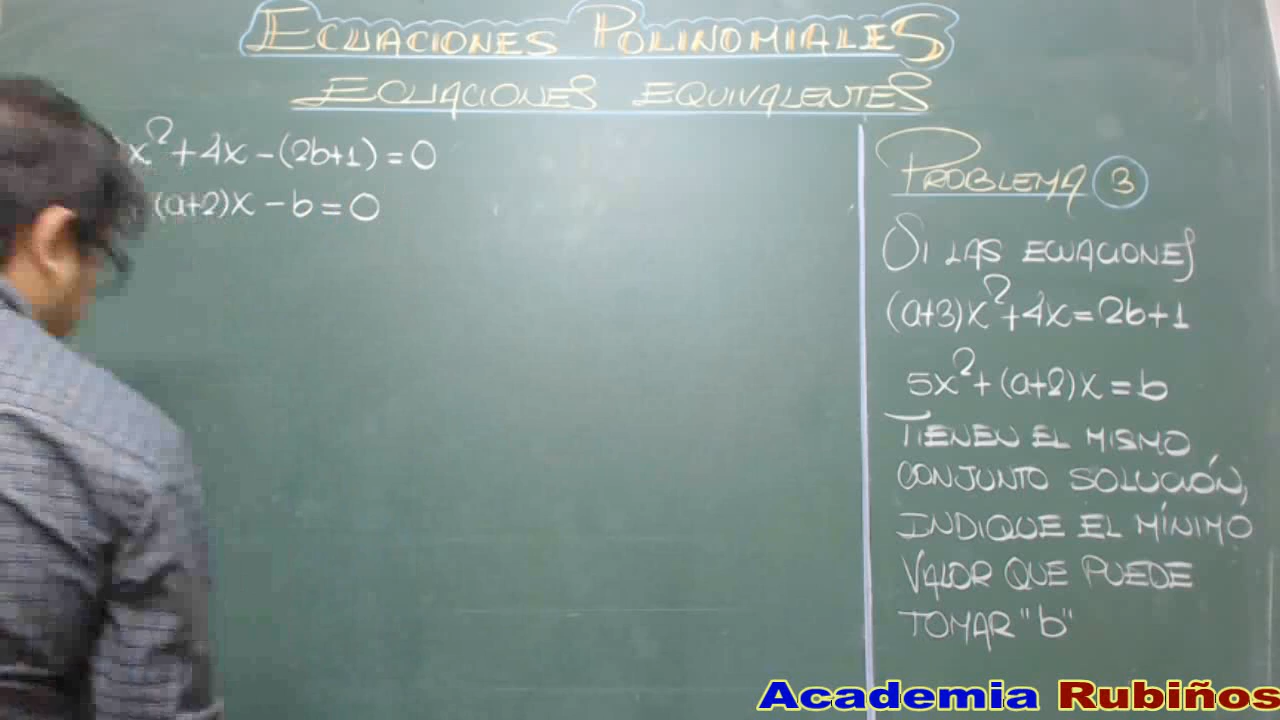 ECUACIONES POLINOMIALES
ECUACIONES EQUIVALENTES
x²+4x-(2b+1)=0
(a+2)x-b=0
PROBLEMA 3
SI LAS ECUACIONES
(a+3)x²+4x=2b+1
5x²+(a+2)x=b
TIENEN EL MISMO
CONJUNTO SOLUCIÓN,
INDIQUE EL MÍNIMO
VALOR QUE PUEDE
TOMAR "b"
Academia Rubiños